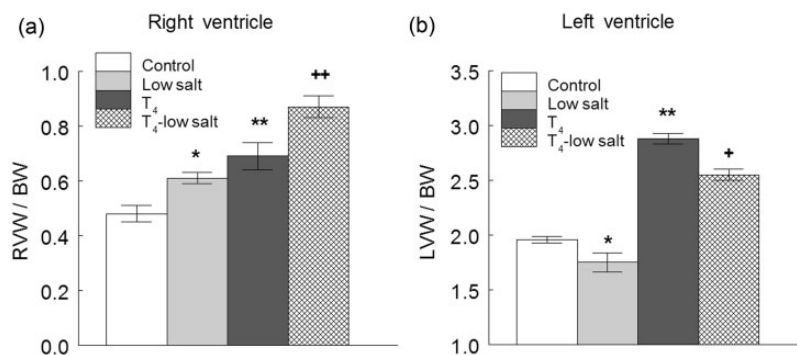 (a)
Right ventricle
Control
Low salt
T₄
T₄-low salt
1.0
0.8
0.6
0.4
0.2
0.0
RVW / BW
*
**
++
(b)
Left ventricle
Control
Low salt
T₄
T₄-low salt
3.5
3.0
2.5
2.0
1.5
1.0
LVW / BW
*
**
+